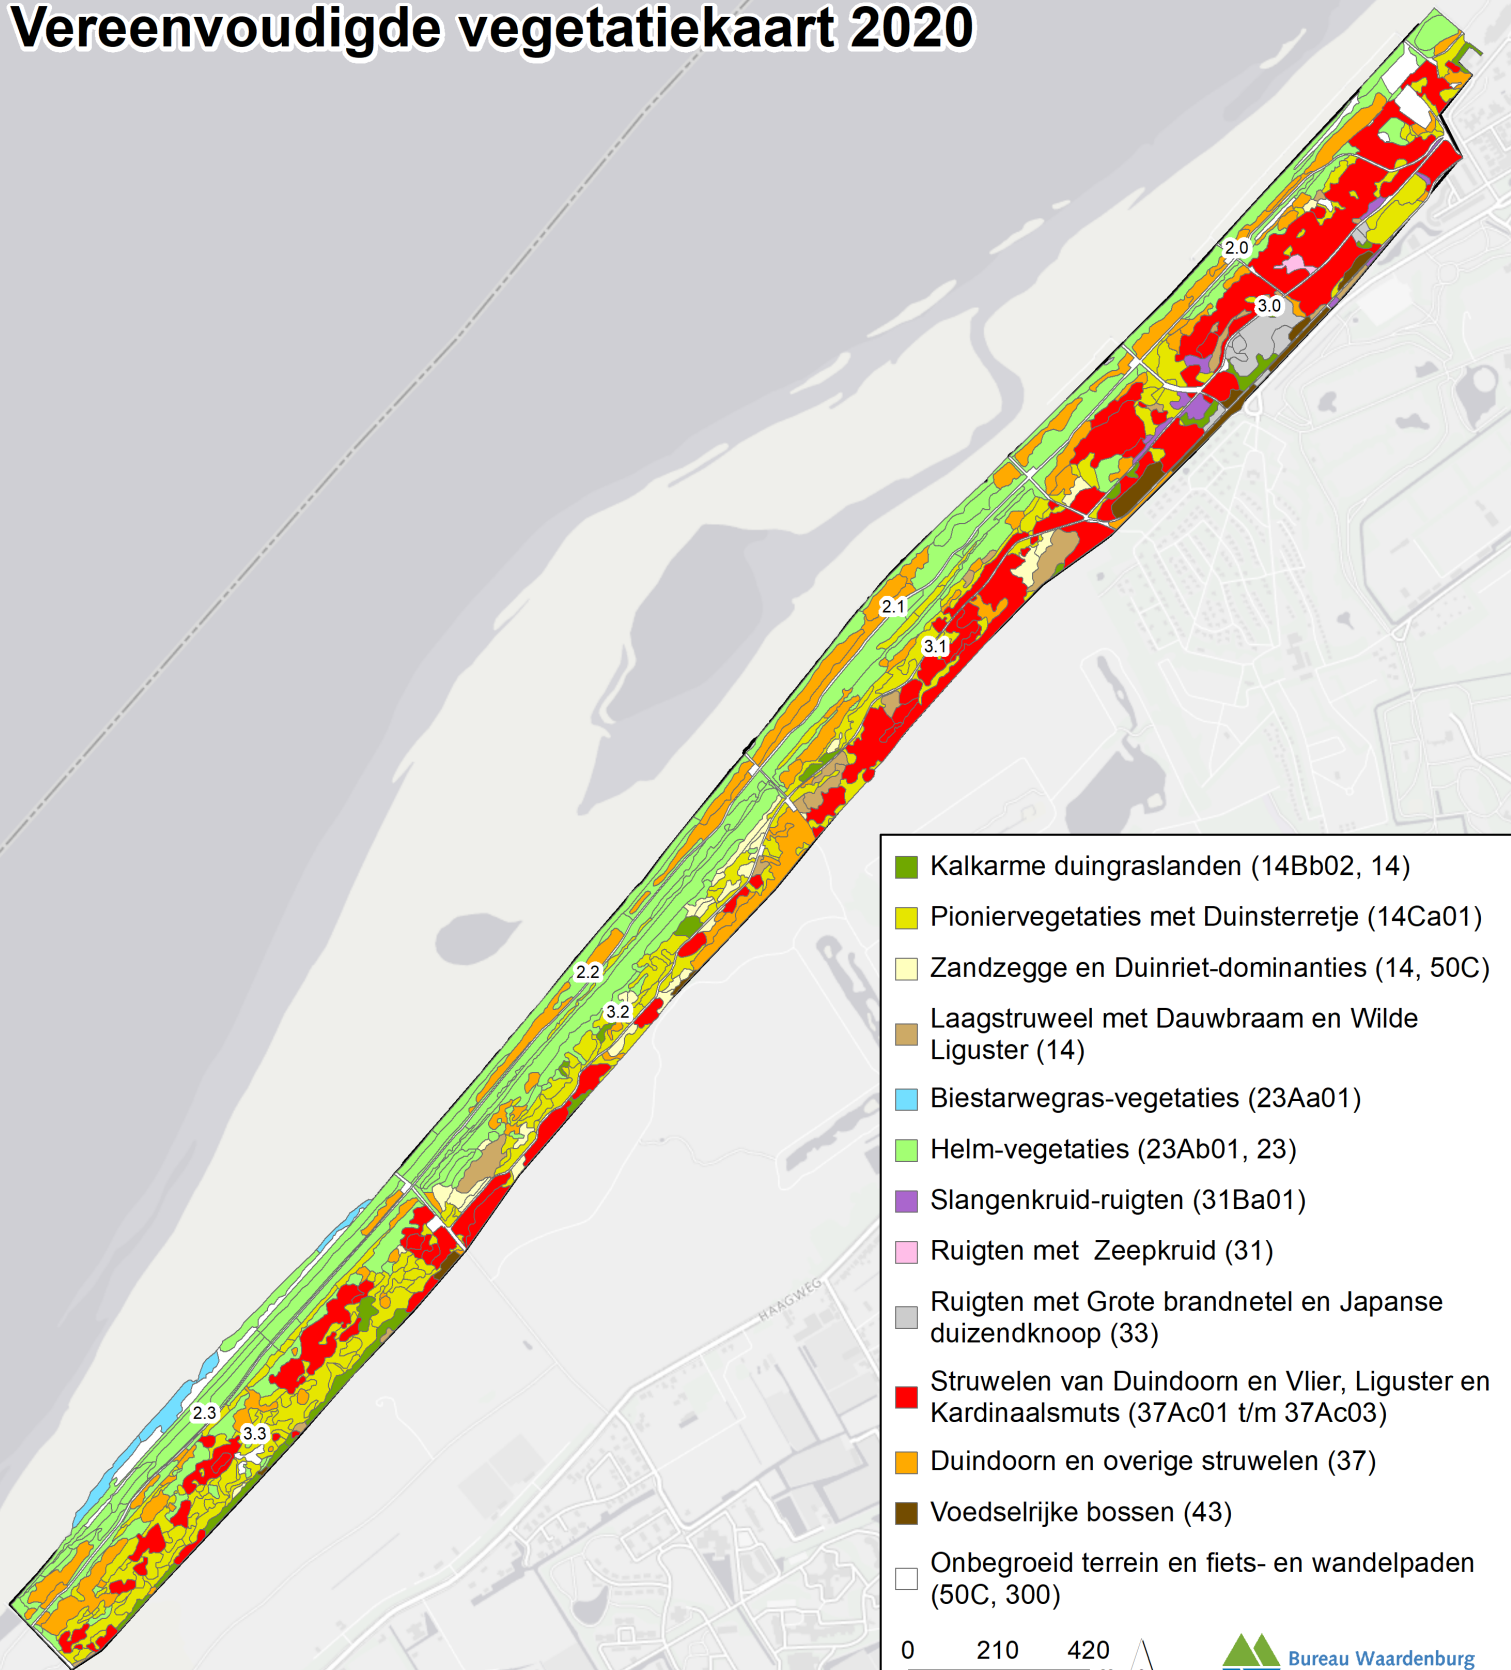 Vereenvoudigde vegetatiekaart 2020
2.0
3.0
2.1
3.1
2.2
3.2
2.3
3.3
HAAGWEG
Kalkarme duingraslanden (14Bb02, 14)
Pioniervegetaties met Duinsterretje (14Ca01)
Zandzegge en Duinriet-dominanties (14, 50C)
Laagstruweel met Dauwbraam en Wilde
Liguster (14)
Biestarwegras-vegetaties (23Aa01)
Helm-vegetaties (23Ab01, 23)
Slangenkruid-ruigten (31Ba01)
Ruigten met  Zeepkruid (31)
Ruigten met Grote brandnetel en Japanse
duizendknoop (33)
Struwelen van Duindoorn en Vlier, Liguster en
Kardinaalsmuts (37Ac01 t/m 37Ac03)
Duindoorn en overige struwelen (37)
Voedselrijke bossen (43)
Onbegroeid terrein en fiets- en wandelpaden
(50C, 300)
0 210 420
Bureau Waardenburg